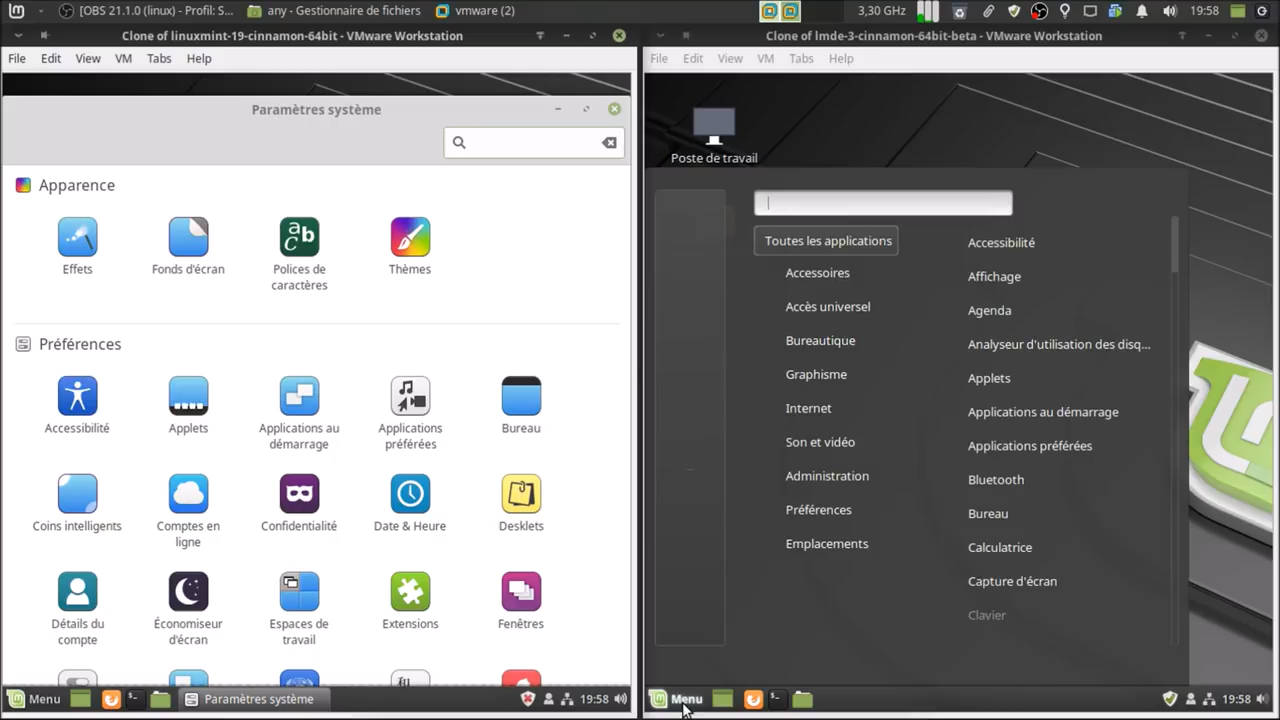 [OBS 21.1.0 (linux) - Profil: S...
any - Gestionnaire de fichiers
vmware (2)
3,30 GHz
19:58
Clone of linuxmint-19-cinnamon-64bit - VMware Workstation
File Edit View VM Tabs Help
Paramètres système
Apparence
Effets
Fonds d'écran
Polices de
caractères
Thèmes
Préférences
Accessibilité
Applets
Applications au
démarrage
Applications
préférées
Bureau
Coins intelligents
Comptes en
ligne
Confidentialité
Date & Heure
Desklets
Détails du
compte
Économiseur
d'écran
Espaces de
travail
Extensions
Fenêtres
Menu
Paramètres système
19:58
Clone of lmde-3-cinnamon-64bit-beta - VMware Workstation
File Edit View VM Tabs Help
Poste de travail
Toutes les applications
Accessoires
Accès universel
Bureautique
Graphisme
Internet
Son et vidéo
Administration
Préférences
Emplacements
Accessibilité
Affichage
Agenda
Analyseur d'utilisation des disq...
Applets
Applications au démarrage
Applications préférées
Bluetooth
Bureau
Calculatrice
Capture d'écran
Clavier
Menu
19:58